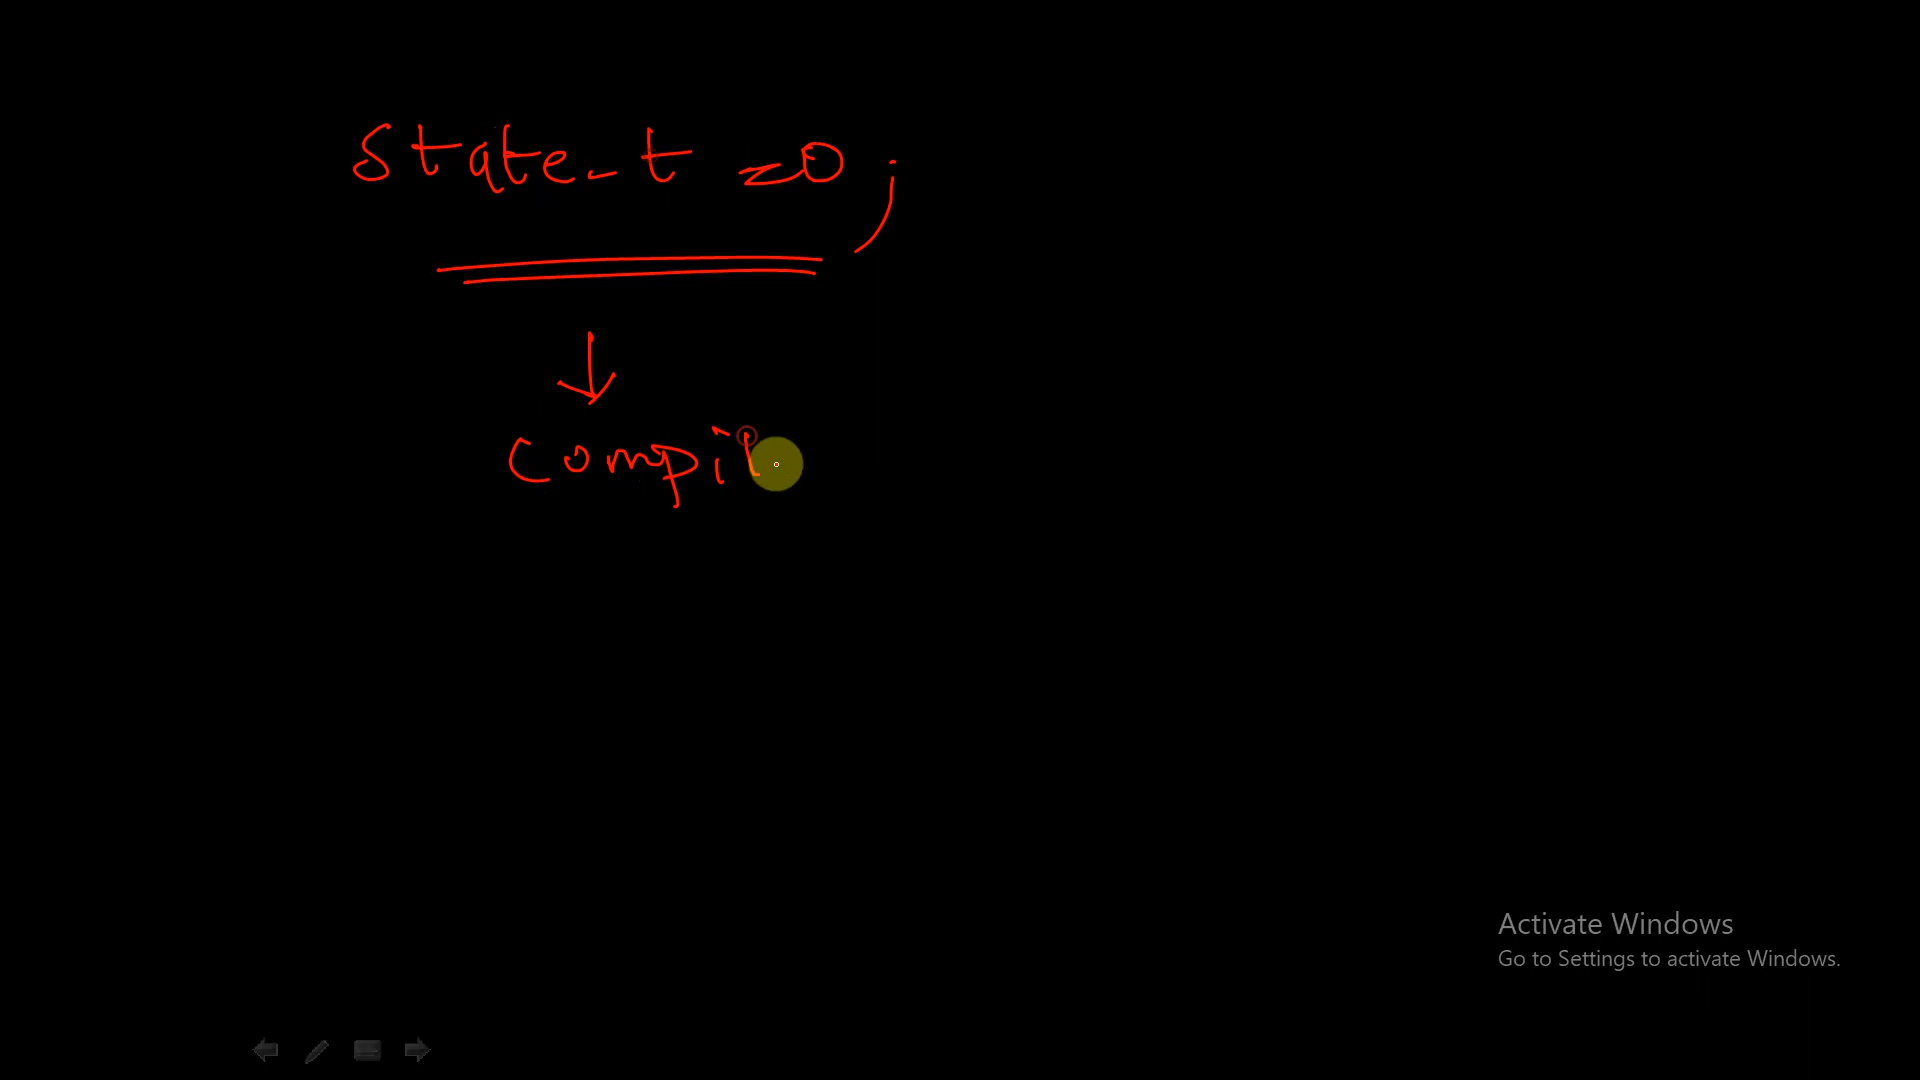 State_t =0;
Compil
Activate Windows
Go to Settings to activate Windows.